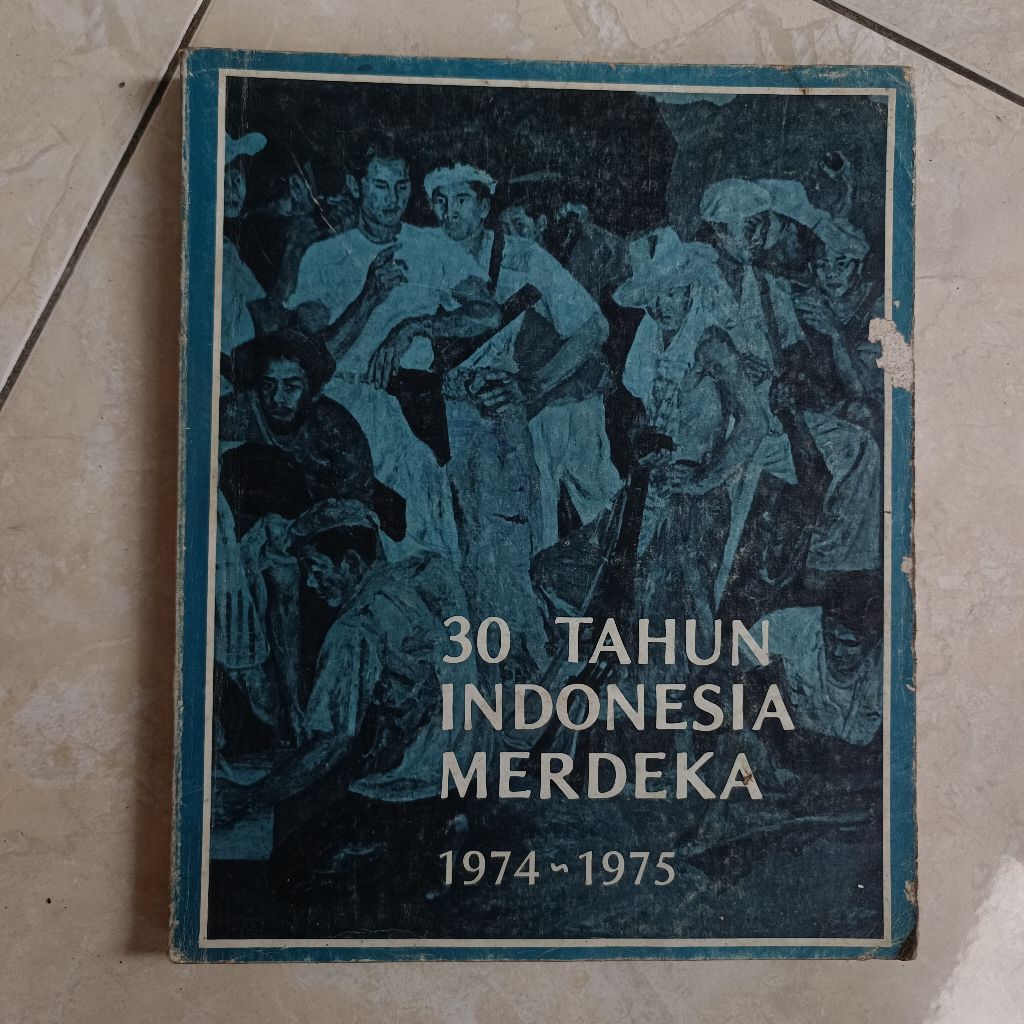 30 TAHUN
INDONESIA
MERDEKA
1974~1975